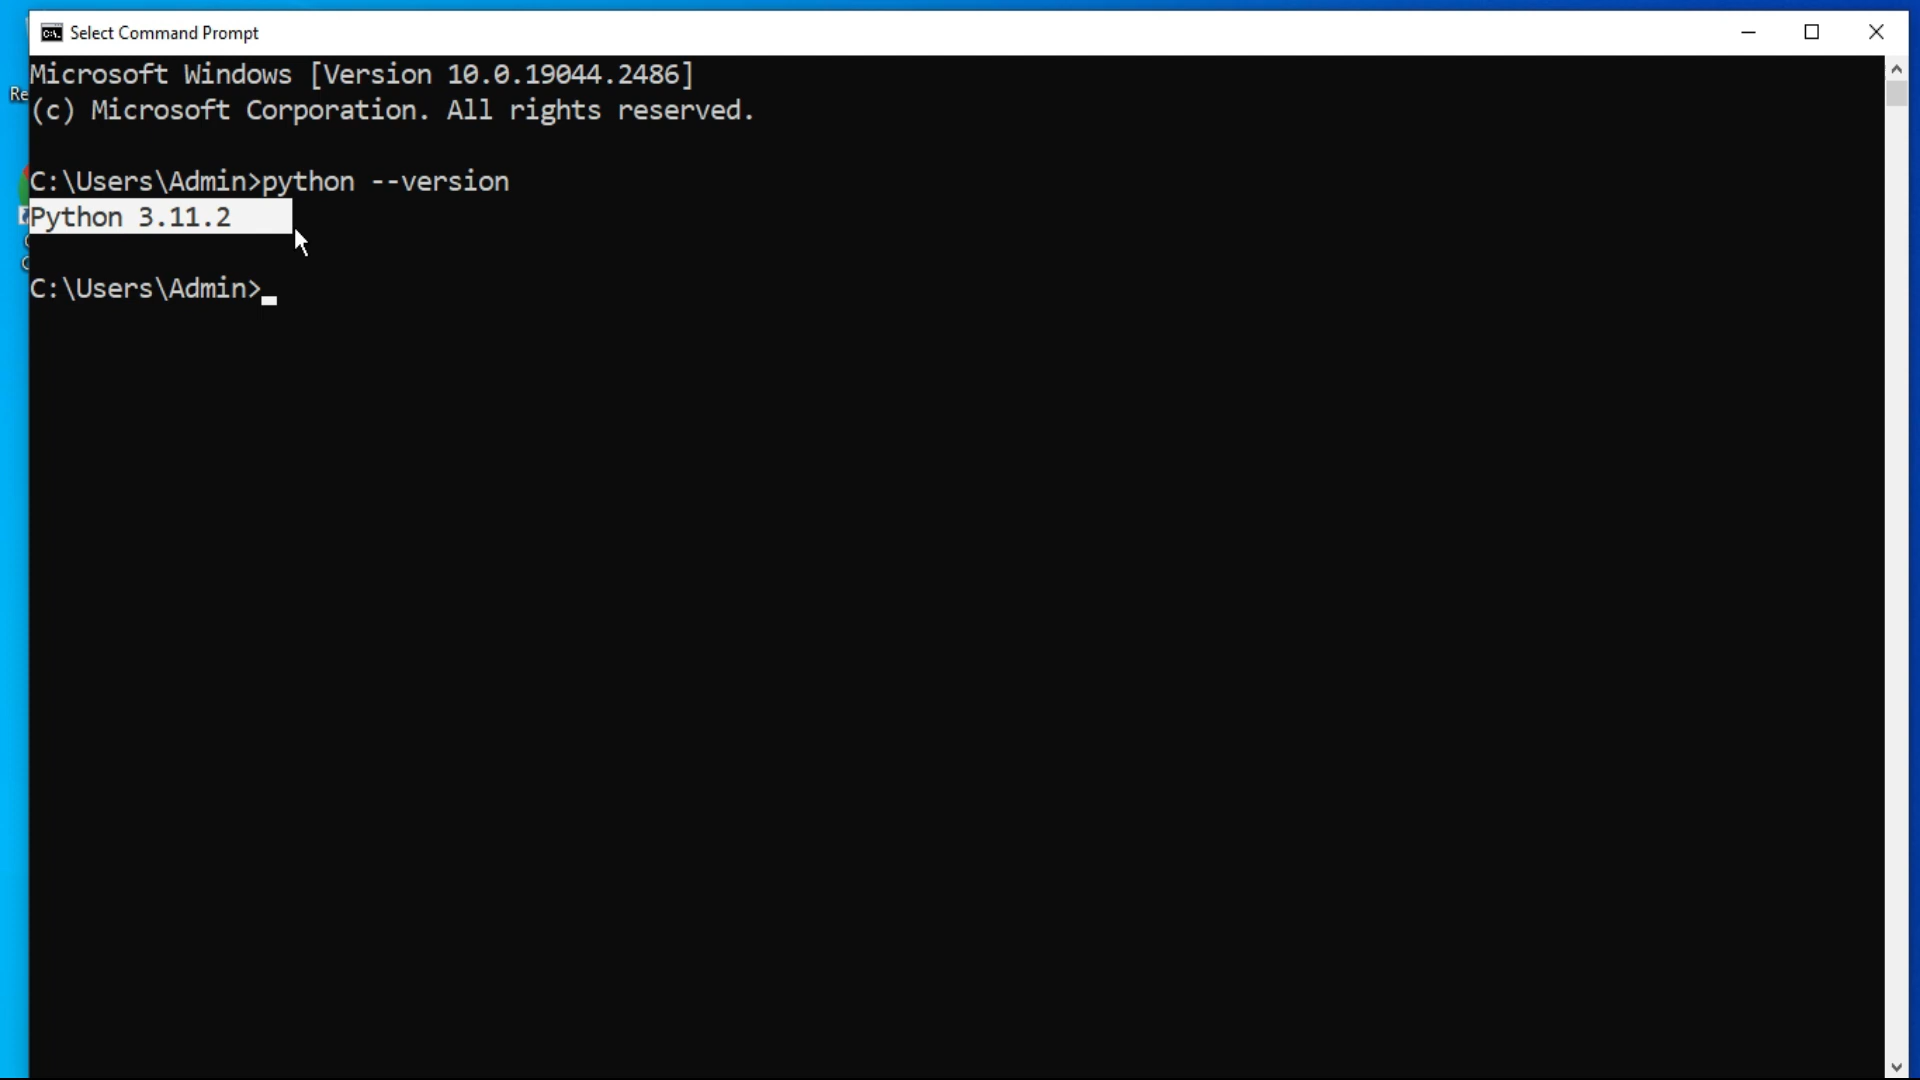 Select Command Prompt
Microsoft Windows [Version 10.0.19044.2486]
(c) Microsoft Corporation. All rights reserved.
C:\Users\Admin>python --version
Python 3.11.2
C:\Users\Admin>
Re